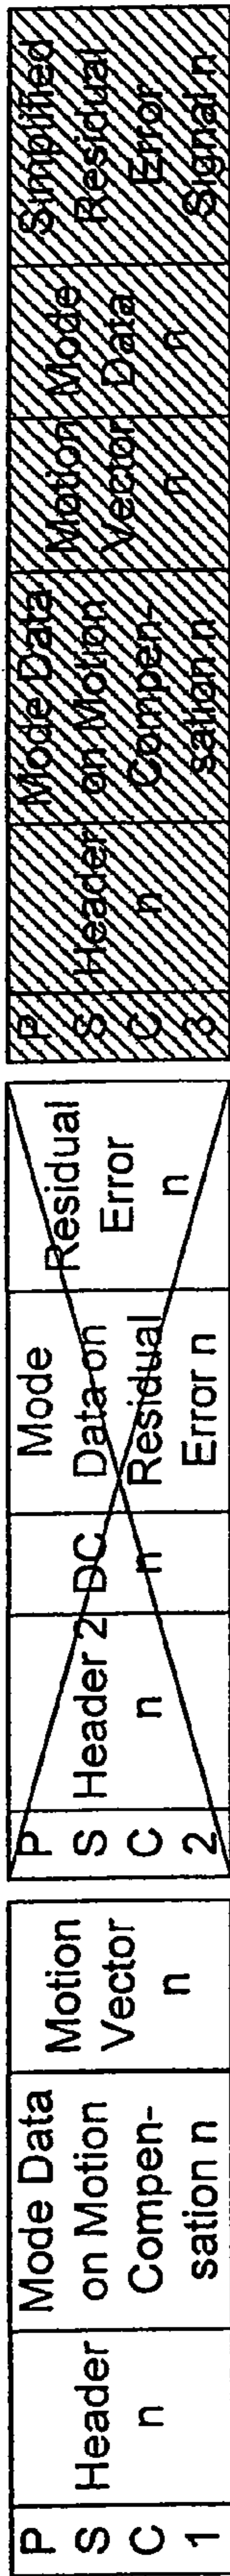 P
S
C
1
Header
n
Mode Data
on Motion
Compen-
sation n
Motion
Vector
n
P
S
C
2
Header 2
n
DC
n
Mode
Data on
Residual
Error n
Residual
Error
n
P
S
C
3
Header
n
Mode Data
on Motion
Compen-
sation n
Motion
Vector
n
Mode
Data
n
Simplified
Residual
Error
Signal n